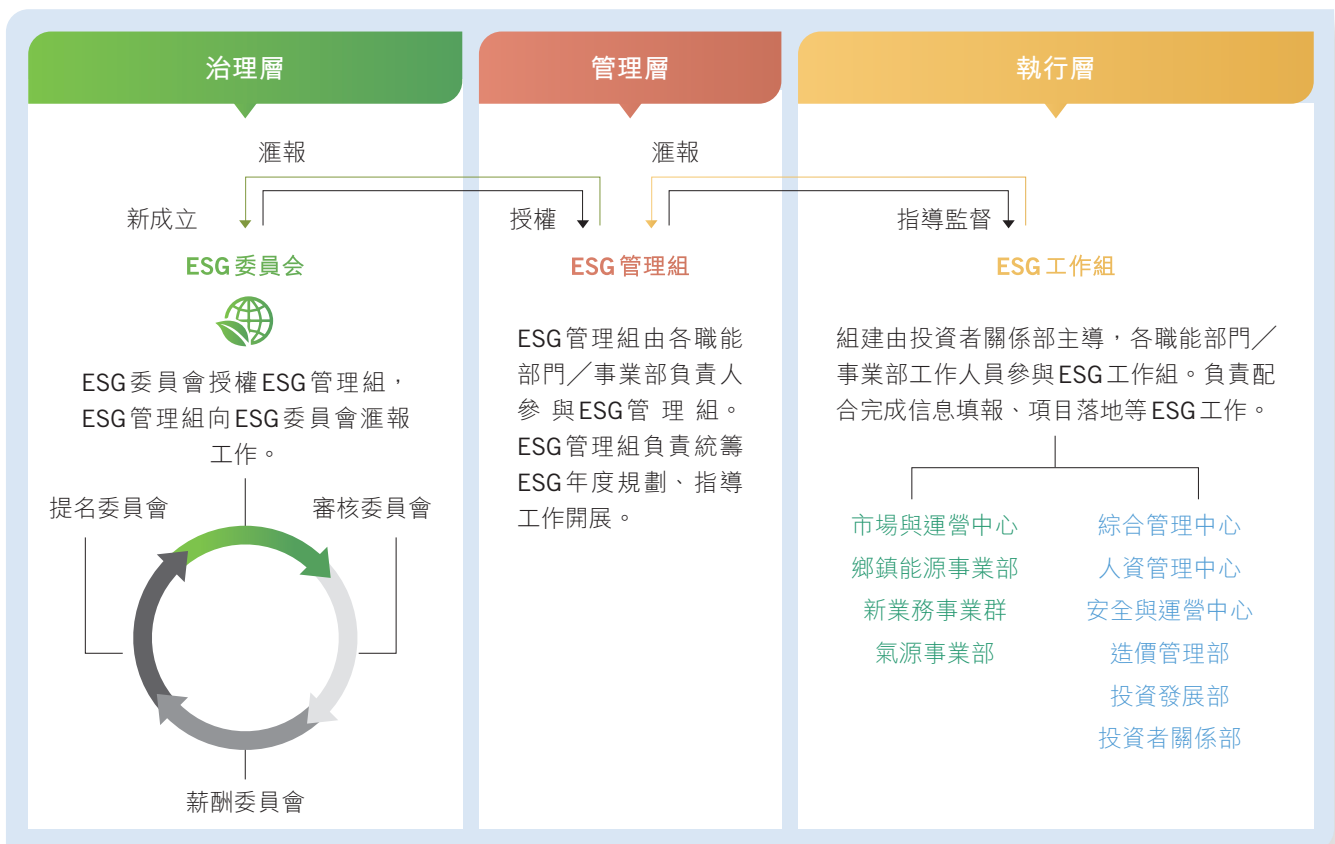 治理層
管理層
執行層
滙報
滙報
新成立
授權
指導監督
ESG委員会
ESG委員會授權ESG管理組，
ESG管理組向ESG委員會滙報
工作。
提名委員會
審核委員會
薪酬委員會
ESG管理組
ESG管理組由各職能
部門／事業部負責人
參與ESG管理組。
ESG管理組負責統籌
ESG年度規劃、指導
工作開展。
ESG工作組
組建由投資者關係部主導，各職能部門／
事業部工作人員參與ESG工作組。負責配
合完成信息填報、項目落地等ESG工作。
市場與運營中心
鄉鎮能源事業部
新業務事業群
氣源事業部
綜合管理中心
人資管理中心
安全與運營中心
造價管理部
投資發展部
投資者關係部